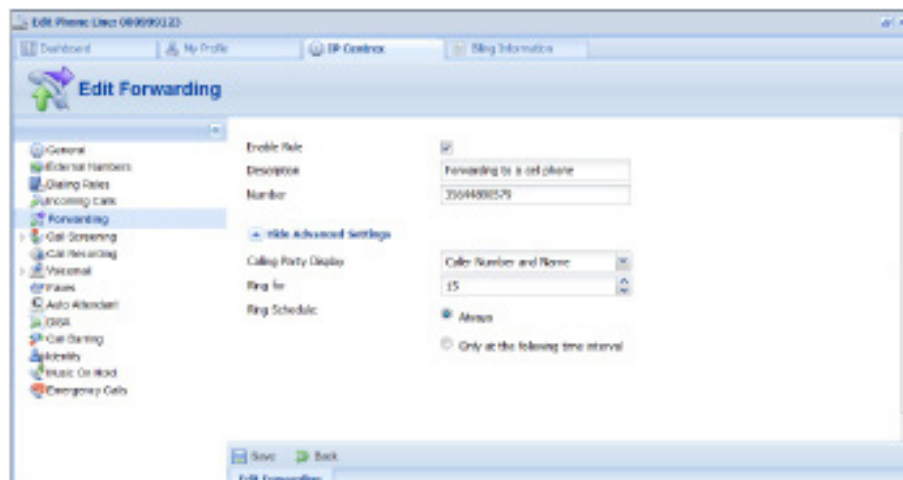 Edit Phone Line: 000999123
Dashboard My Profile IP Centrex Billing Information
Edit Forwarding
General
External Numbers
Dialing Rules
Incoming Calls
Forwarding
Call Screening
Call Recording
Voicemail
Faxes
Auto Attendant
DISA
Call Barring
Identity
Music On Hold
Emergency Calls
Enable Rule
Description Forwarding to a cell phone
Number
Hide Advanced Settings
Calling Party Display Caller Number and Name
Ring for 15
Ring Schedule: Always
Only at the following time interval
Save Back
Edit Forwarding